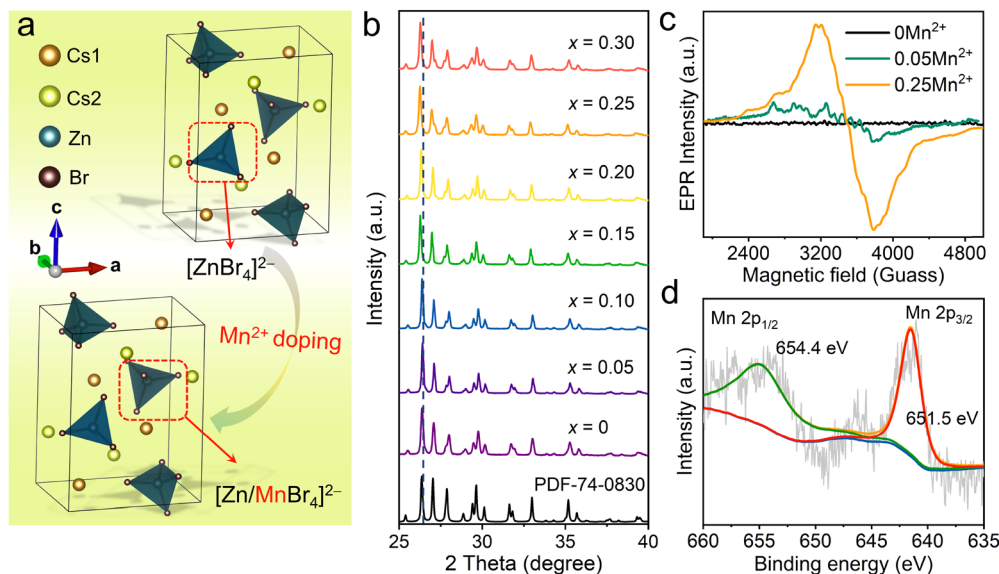 a
Cs1
Cs2
Zn
Br
c
b
a
[ZnBr₄]²⁻
Mn²⁺ doping
[Zn/MnBr₄]²⁻
b
x = 0.30
x = 0.25
x = 0.20
x = 0.15
x = 0.10
x = 0.05
x = 0
PDF-74-0830
Intensity (a.u.)
25 30 35 40
2 Theta (degree)
c
0Mn²⁺
0.05Mn²⁺
0.25Mn²⁺
EPR Intensity (a.u.)
2400 3200 4000 4800
Magnetic field (Guass)
d
Mn 2p₁/₂
Mn 2p₃/₂
654.4 eV
651.5 eV
Intensity (a.u.)
660 655 650 645 640 635
Binding energy (eV)